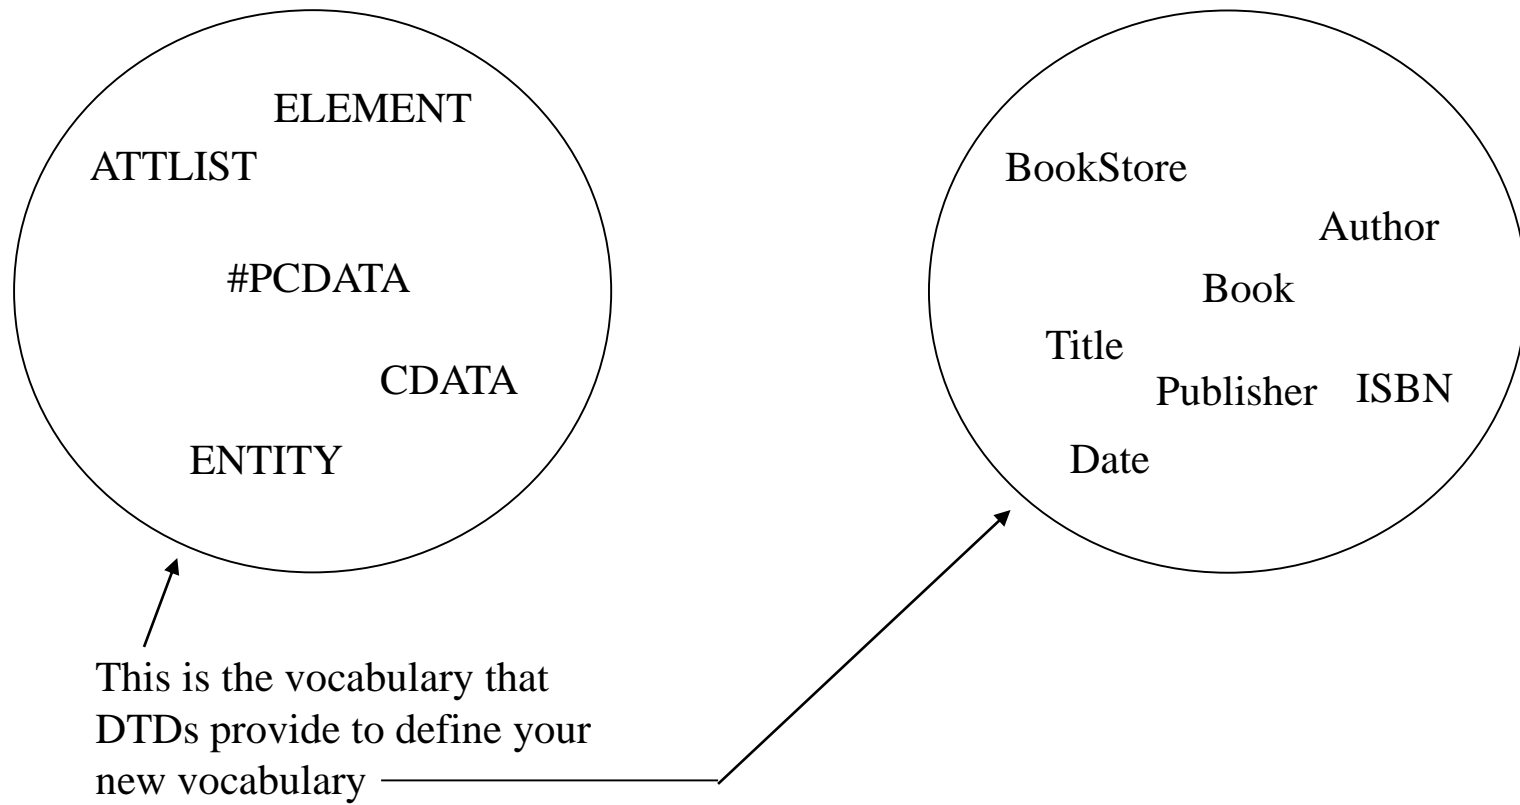 ELEMENT
ATTLIST
#PCDATA
CDATA
ENTITY
BookStore
Author
Book
Title
Publisher
ISBN
Date
This is the vocabulary that
DTDs provide to define your
new vocabulary